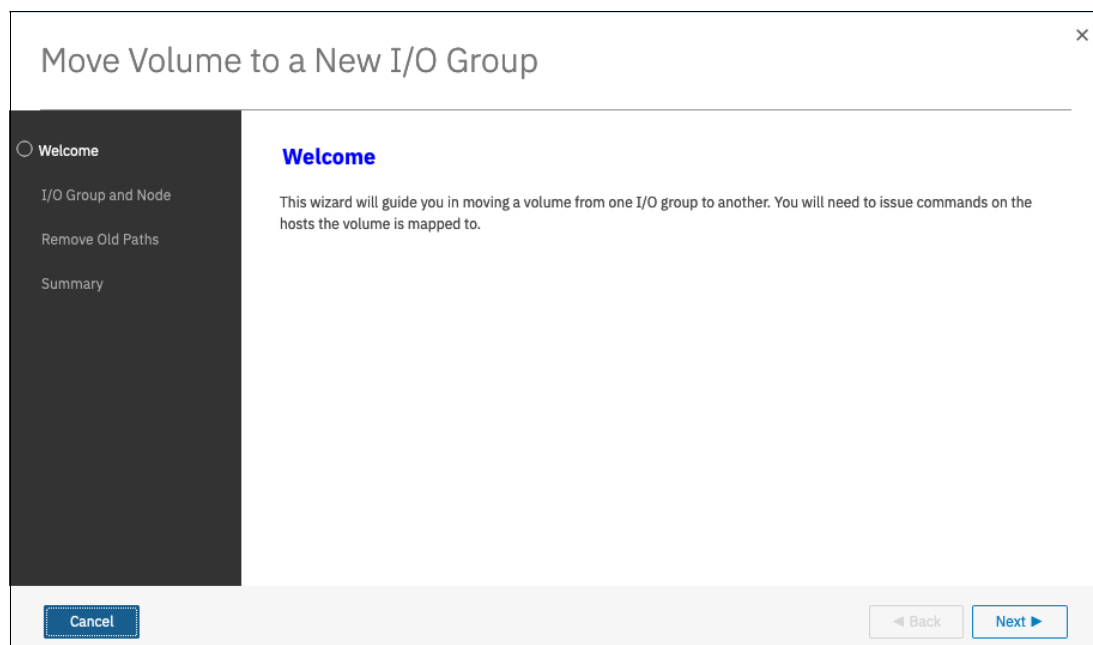 Move Volume to a New I/O Group
Welcome
I/O Group and Node
Remove Old Paths
Summary
Welcome
This wizard will guide you in moving a volume from one I/O group to another. You will need to issue commands on the
hosts the volume is mapped to.
Cancel
Back
Next